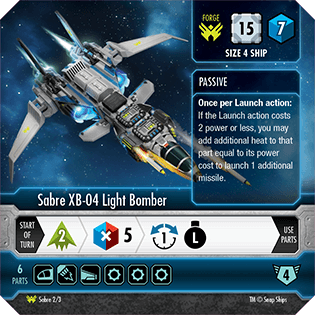 FORGE
15
7
SIZE 4 SHIP
PASSIVE
Once per Launch action:
If the Launch action costs
2 power or less, you may
add additional heat to that
part equal to its power
cost to launch 1 additional
missile.
Sabre XB-04 Light Bomber
START
OF
TURN
2
5
1
L
USE
PARTS
6
PARTS
4
Sabre 2/3
TM © Snap Ships